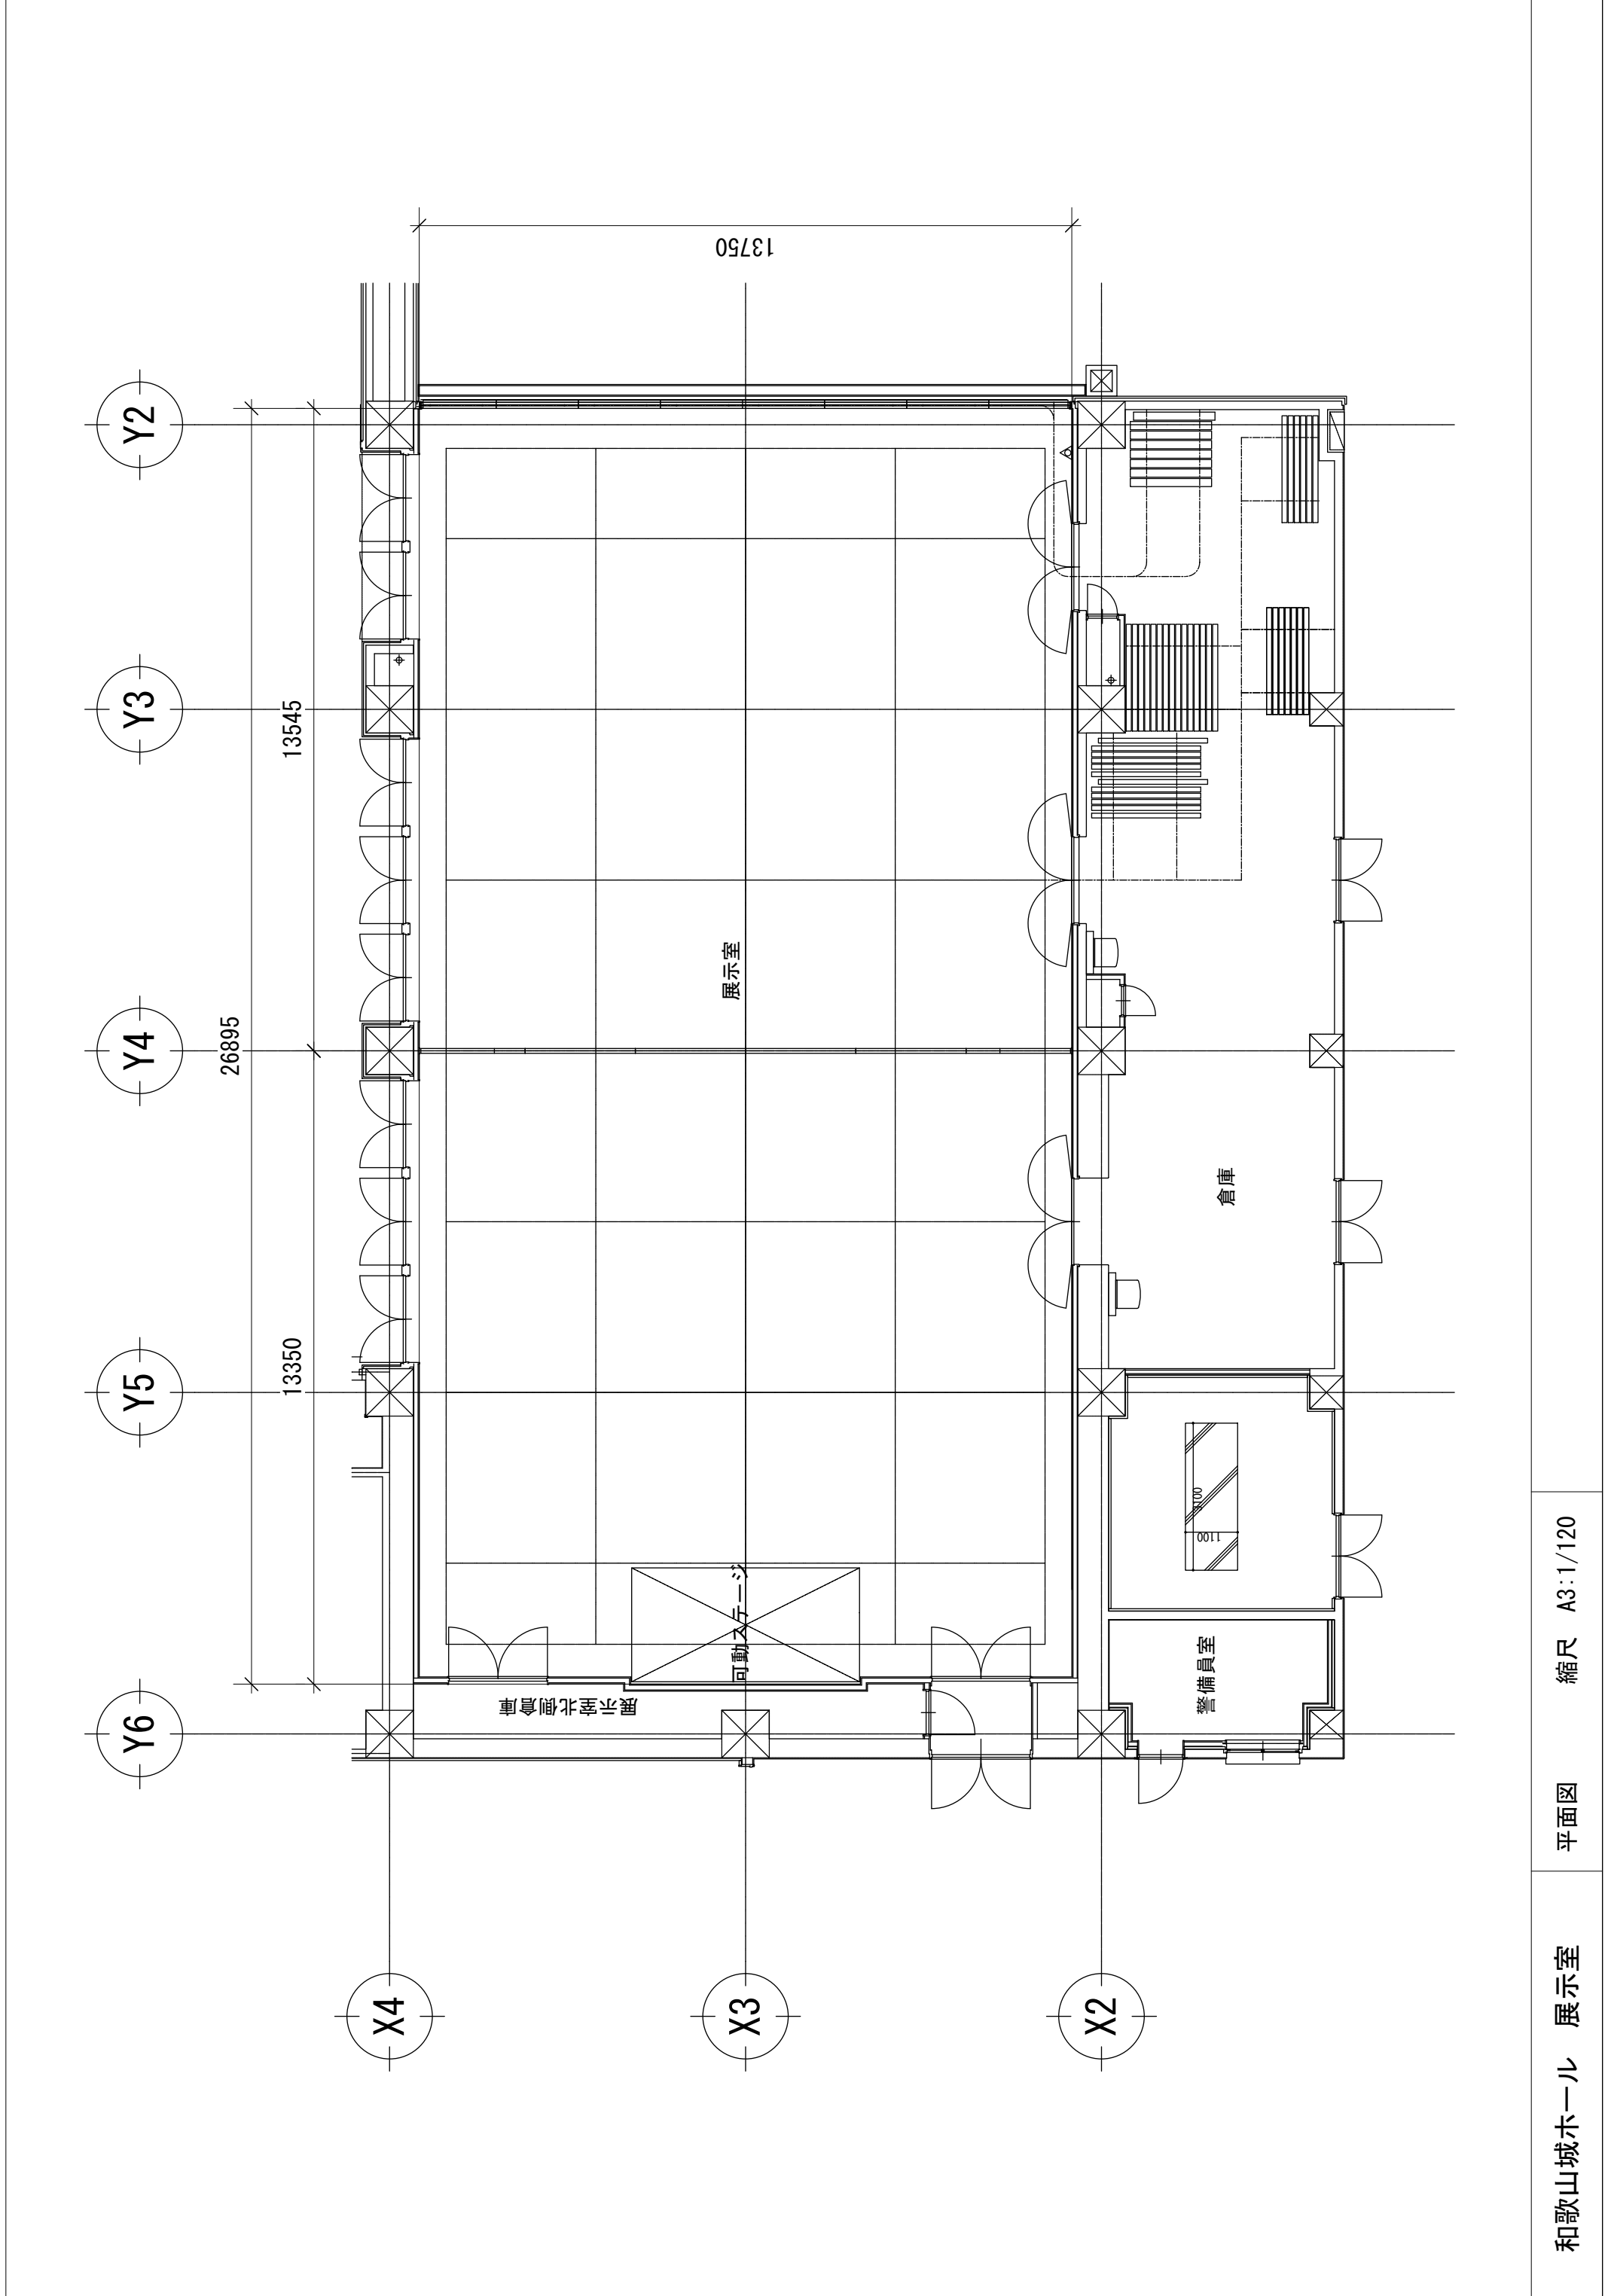 Y2
Y3
Y4
Y5
Y6
26895
13545
13350
13750
展示室
可動ステージ
展示室北側倉庫
倉庫
1100
警備員室
X4
X3
X2
和歌山城ホール 展示室
平面図
縮尺 A3:1/120